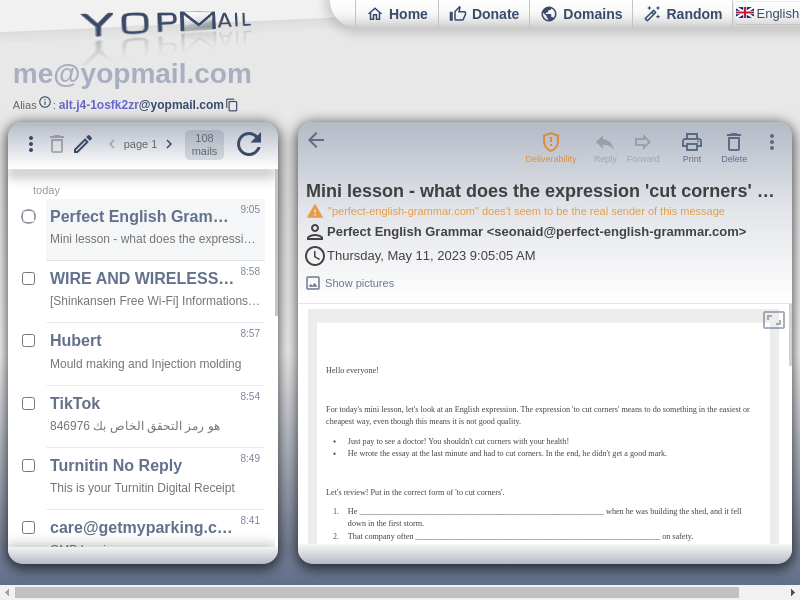 YOPMAIL
Home
Donate
Domains
Random
English
me@yopmail.com
Alias : alt.j4-1osfk2zr@yopmail.com
page 1
108
mails
today
Perfect English Gram…
9:05
Mini lesson - what does the expressi…
WIRE AND WIRELESS…
8:58
[Shinkansen Free Wi-Fi] Informations…
Hubert
8:57
Mould making and Injection molding
TikTok
8:54
846976 هو رمز التحقق الخاص بك
Turnitin No Reply
8:49
This is your Turnitin Digital Receipt
care@getmyparking.c…
8:41
Deliverability
Reply
Forward
Print
Delete
Mini lesson - what does the expression 'cut corners' …
"perfect-english-grammar.com" does't seem to be the real sender of this message
Perfect English Grammar <seonaid@perfect-english-grammar.com>
Thursday, May 11, 2023 9:05:05 AM
Show pictures
Hello everyone!
For today's mini lesson, let's look at an English expression. The expression 'to cut corners' means to do something in the easiest or
cheapest way, even though this means it is not good quality.
• Just pay to see a doctor! You shouldn't cut corners with your health!
• He wrote the essay at the last minute and had to cut corners. In the end, he didn't get a good mark.
Let's review! Put in the correct form of 'to cut corners'.
1. He ______________________________ when he was building the shed, and it fell
down in the first storm.
2. That company often ______________________________ on safety.